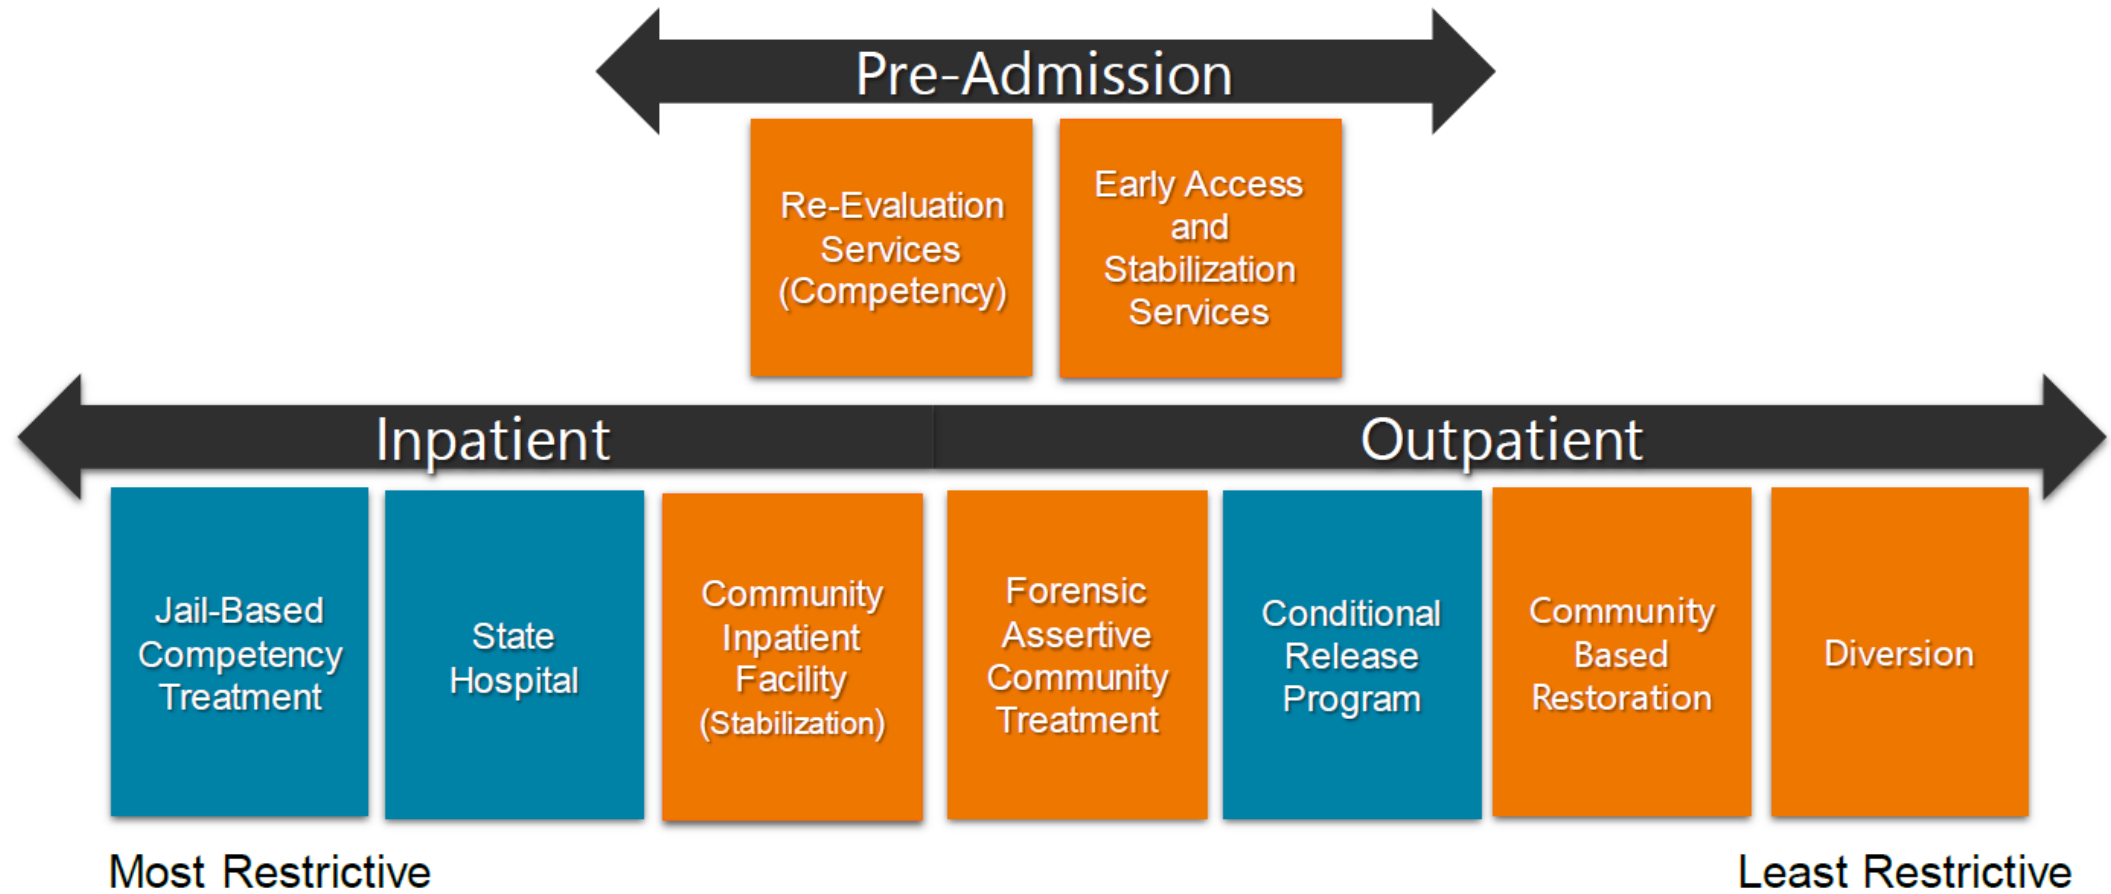 Pre-Admission
Re-Evaluation
Services
(Competency)
Early Access
and
Stabilization
Services
Inpatient
Outpatient
Jail-Based
Competency
Treatment
State
Hospital
Community
Inpatient
Facility
(Stabilization)
Forensic
Assertive
Community
Treatment
Conditional
Release
Program
Community
Based
Restoration
Diversion
Most Restrictive
Least Restrictive